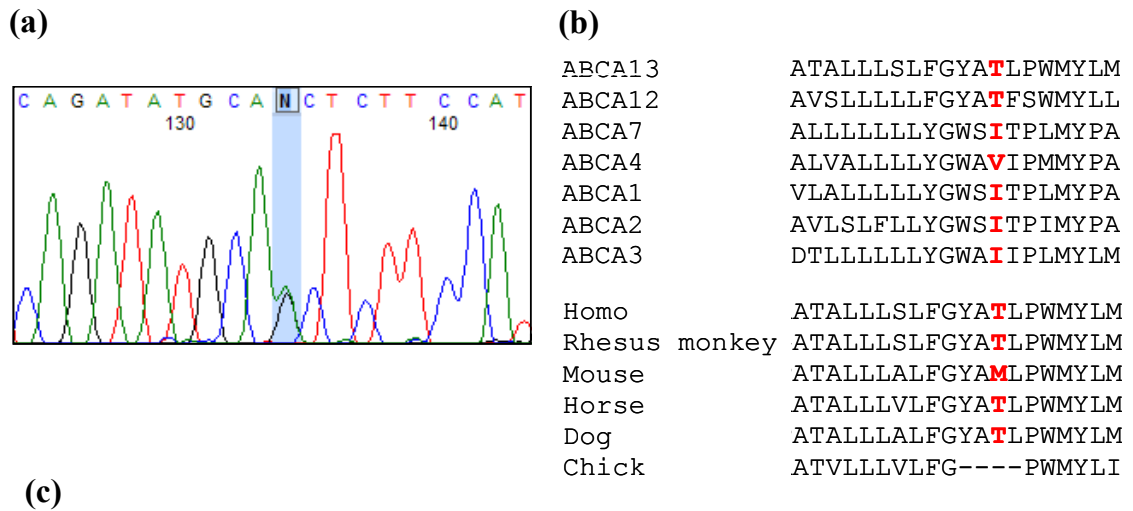 (a)
C A G A T A T G C A N C T C T T C C A T
130 140
(b)
ABCA13 ATALLLSLFGYATLPWMYLM
ABCA12 AVSLLLLLFGYATFSWMYLL
ABCA7 ALLLLLLLYGWSITPLMYPA
ABCA4 ALVALLLLYGWAVIPMMYPA
ABCA1 VLALLLLLYGWSITPLMYPA
ABCA2 AVLSLFLLYGWSITPIMYPA
ABCA3 DTLLLLLLYGWAIIPLMYLM
Homo ATALLLSLFGYATLPWMYLM
Rhesus monkey ATALLLSLFGYATLPWMYLM
Mouse ATALLLALFGYAMLPWMYLM
Horse ATALLLVLFGYATLPWMYLM
Dog ATALLLALFGYATLPWMYLM
Chick ATVLLLVLFG----PWMYLI
(c)